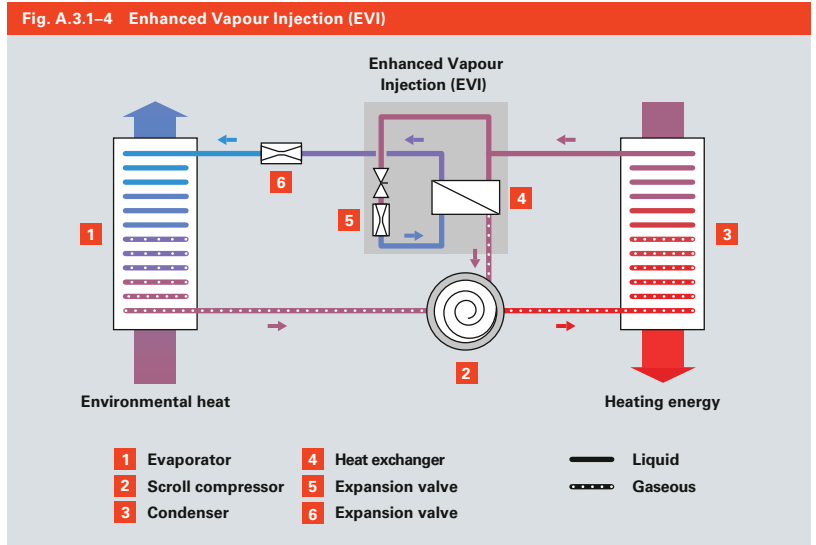 Fig. A.3.1–4 Enhanced Vapour Injection (EVI)
Enhanced Vapour
Injection (EVI)
6
4
5
1
3
2
Environmental heat
Heating energy
1 Evaporator
2 Scroll compressor
3 Condenser
4 Heat exchanger
5 Expansion valve
6 Expansion valve
Liquid
Gaseous